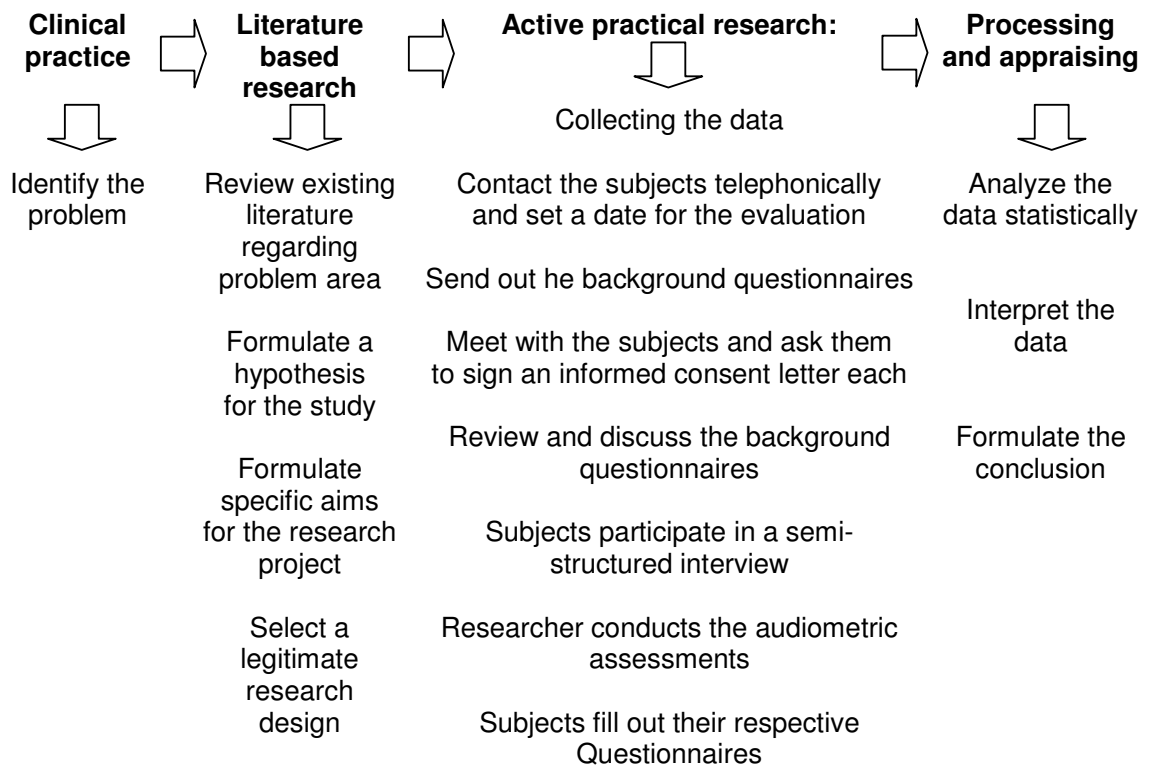 Clinical
practice
Identify the
problem
Literature
based
research
Review existing
literature
regarding
problem area
Formulate a
hypothesis
for the study
Formulate
specific aims
for the research
project
Select a
legitimate
research
design
Active practical research:
Collecting the data
Contact the subjects telephonically
and set a date for the evaluation
Send out he background questionnaires
Meet with the subjects and ask them
to sign an informed consent letter each
Review and discuss the background
questionnaires
Subjects participate in a semi-
structured interview
Researcher conducts the audiometric
assessments
Subjects fill out their respective
Questionnaires
Processing
and appraising
Analyze the
data statistically
Interpret the
data
Formulate the
conclusion